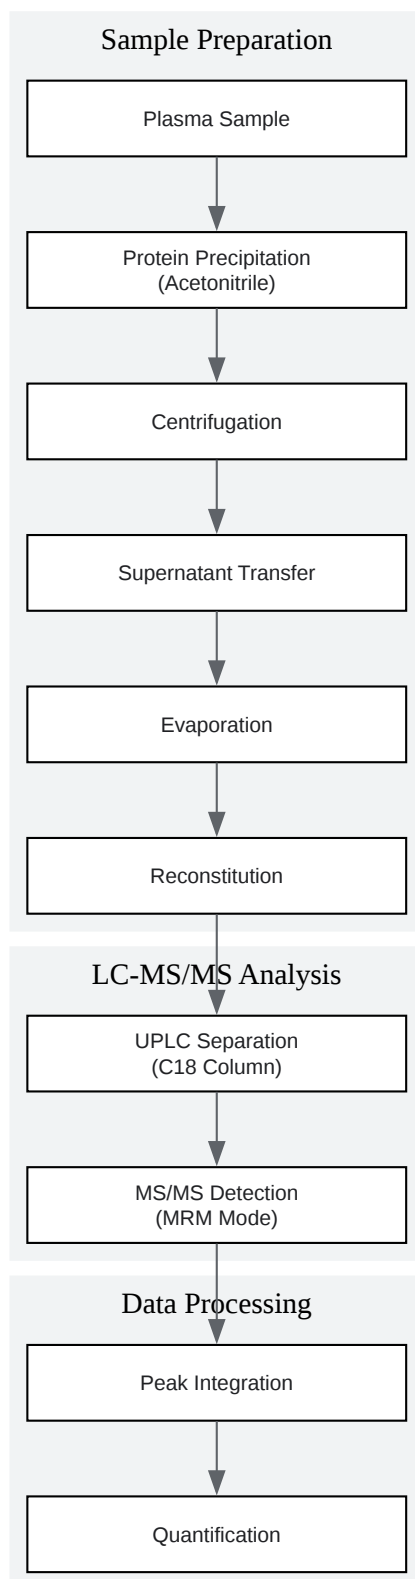 Sample Preparation
Plasma Sample
Protein Precipitation
(Acetonitrile)
Centrifugation
Supernatant Transfer
Evaporation
Reconstitution
LC-MS/MS Analysis
UPLC Separation
(C18 Column)
MS/MS Detection
(MRM Mode)
Data Processing
Peak Integration
Quantification